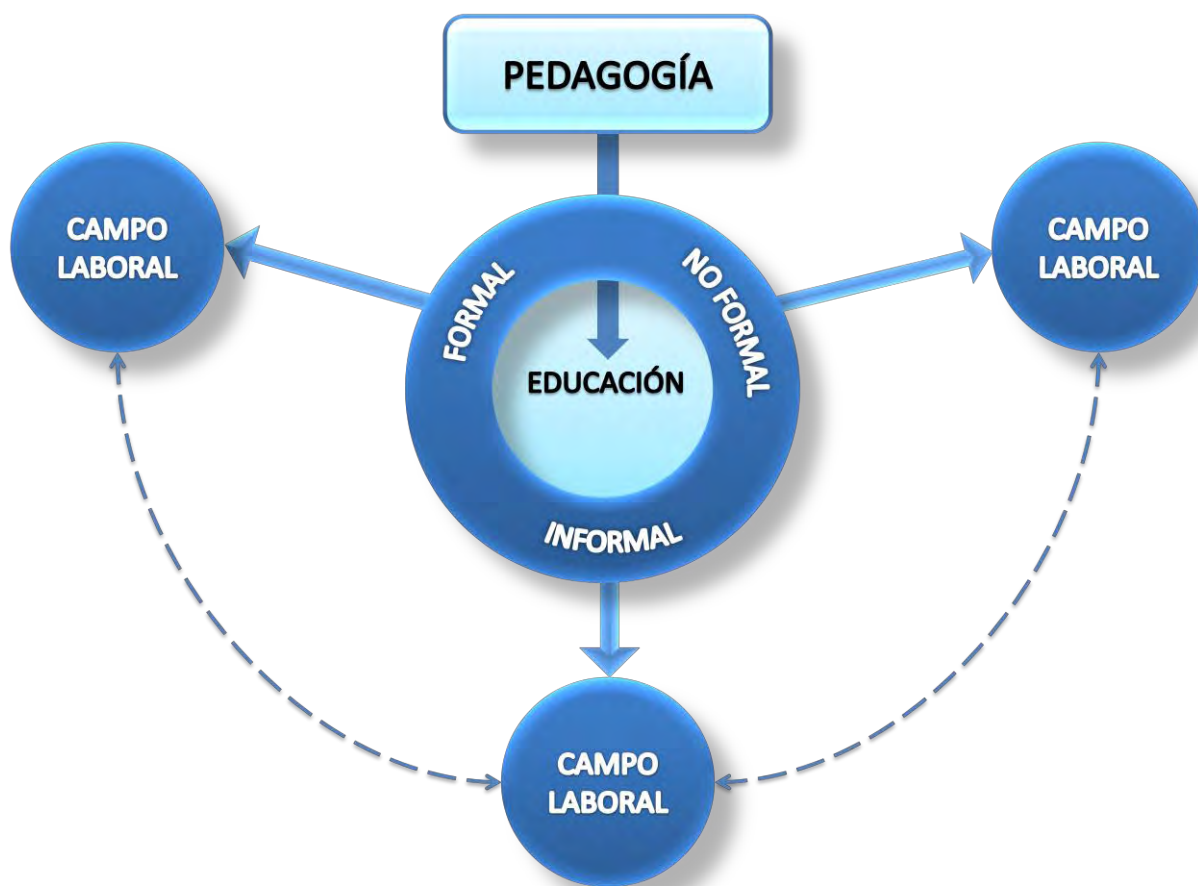 PEDAGOGÍA
CAMPO
LABORAL
CAMPO
LABORAL
FORMAL
NO FORMAL
EDUCACIÓN
INFORMAL
CAMPO
LABORAL